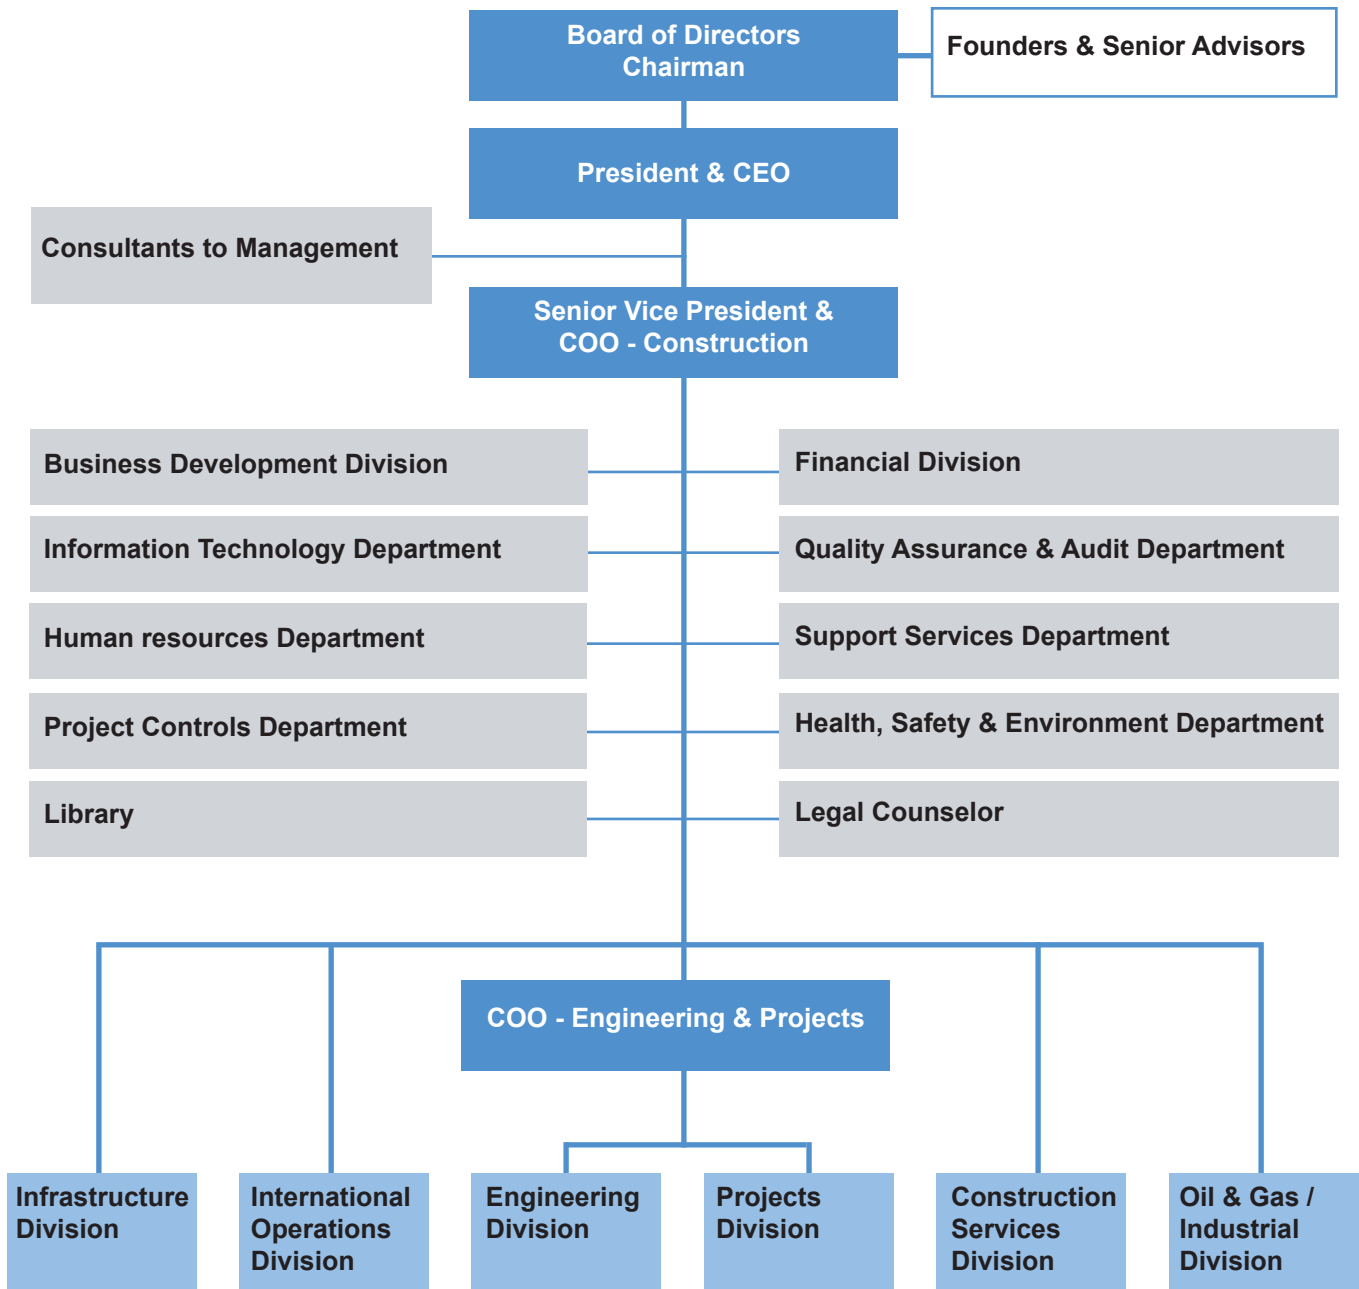 Board of Directors
Chairman
Founders & Senior Advisors
President & CEO
Consultants to Management
Senior Vice President &
COO - Construction
Business Development Division
Financial Division
Information Technology Department
Quality Assurance & Audit Department
Human resources Department
Support Services Department
Project Controls Department
Health, Safety & Environment Department
Library
Legal Counselor
COO - Engineering & Projects
Infrastructure
Division
International
Operations
Division
Engineering
Division
Projects
Division
Construction
Services
Division
Oil & Gas /
Industrial
Division